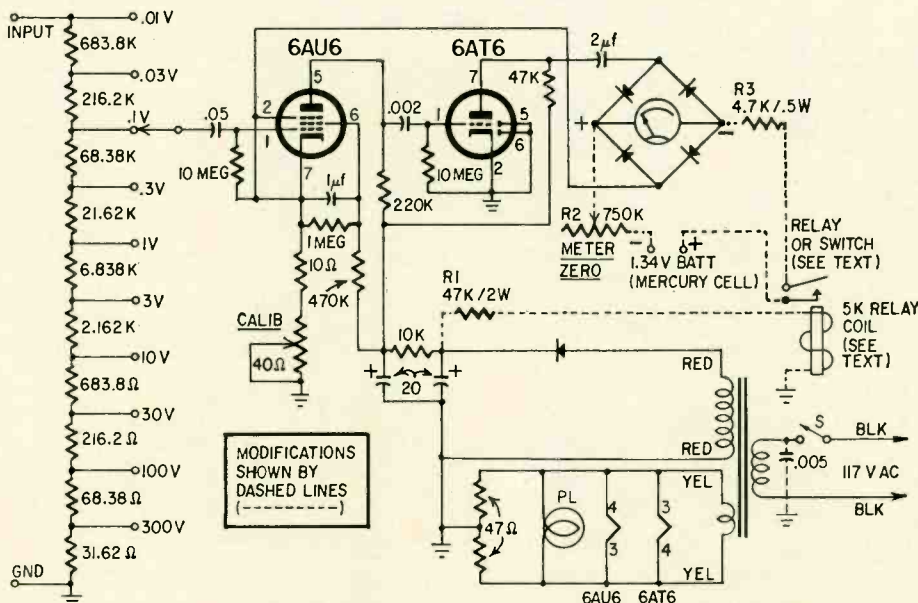 INPUT
.01V
683.8K
.03V
216.2K
.1V
68.38K
.3V
21.62K
1V
6.838K
3V
2.162K
10V
683.8Ω
30V
216.2Ω
100V
68.38Ω
300V
31.62Ω
GND
.05
10 MEG
6AU6
5
2
1
6
7
1µf
1 MEG
10Ω
470K
CALIB
40Ω
220K
.002
6AT6
7
1
5
6
2
10 MEG
47K
2µf
+
−
R3
4.7K/.5W
R2 750K
METER
ZERO
−
+
1.34V BATT
(MERCURY CELL)
RELAY
OR SWITCH
(SEE TEXT)
R1
47K/2W
5K RELAY
COIL
(SEE
TEXT)
10K
+
+
20
RED
RED
S
BLK
.005
117 V AC
BLK
MODIFICATIONS
SHOWN BY
DASHED LINES
(----------)
47Ω
PL
4
3
3
4
YEL
YEL
6AU6
6AT6